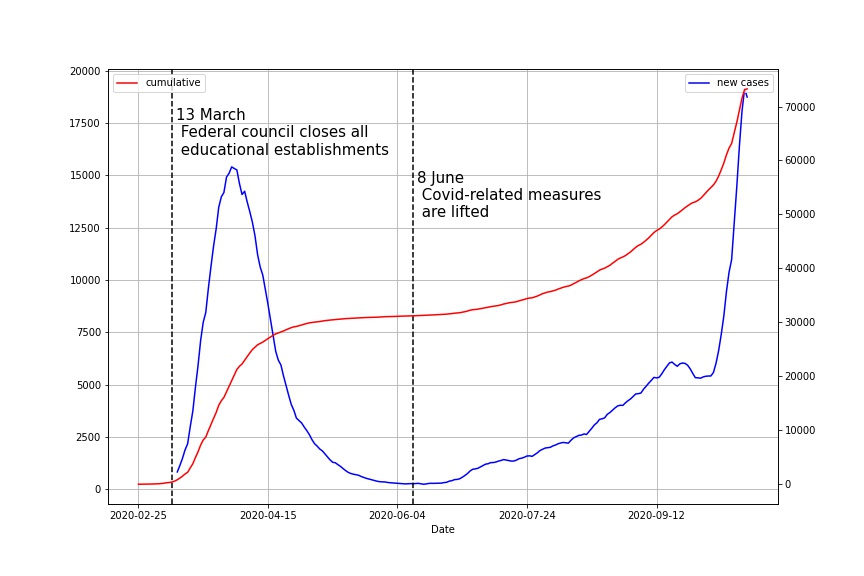 cumulative
new cases
13 March
Federal council closes all
educational establishments
8 June
Covid-related measures
are lifted
20000
17500
15000
12500
10000
7500
5000
2500
0
70000
60000
50000
40000
30000
20000
10000
0
2020-02-25
2020-04-15
2020-06-04
2020-07-24
2020-09-12
Date